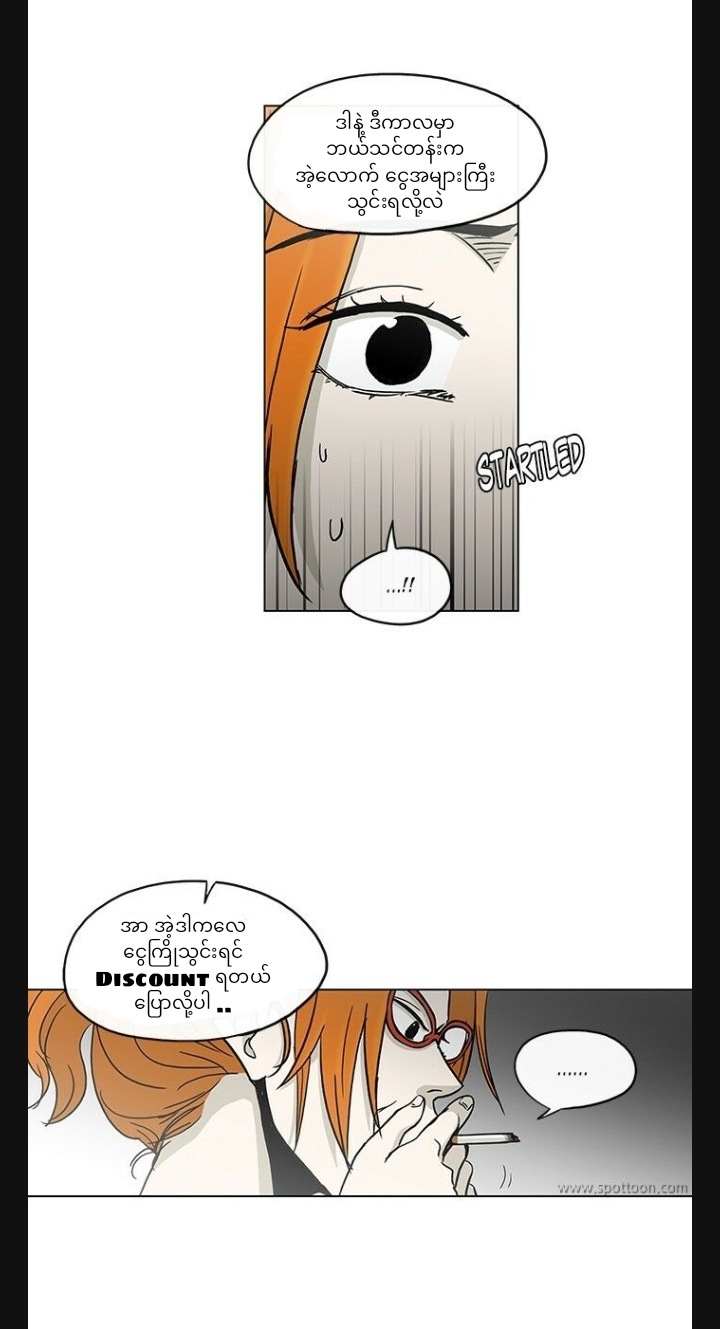 ဒါနဲ့ ဒီကာလမှာ
ဘယ်သင်တန်းက
အဲ့လောက် ငွေအများကြီး
သွင်းရလို့လဲ
STARTLED
...!!
အာ အဲ့ဒါကလေ
ငွေကြိုသွင်းရင်
DISCOUNT ရတယ်
ပြောလို့ပါ ..
......
www.spottoon.com